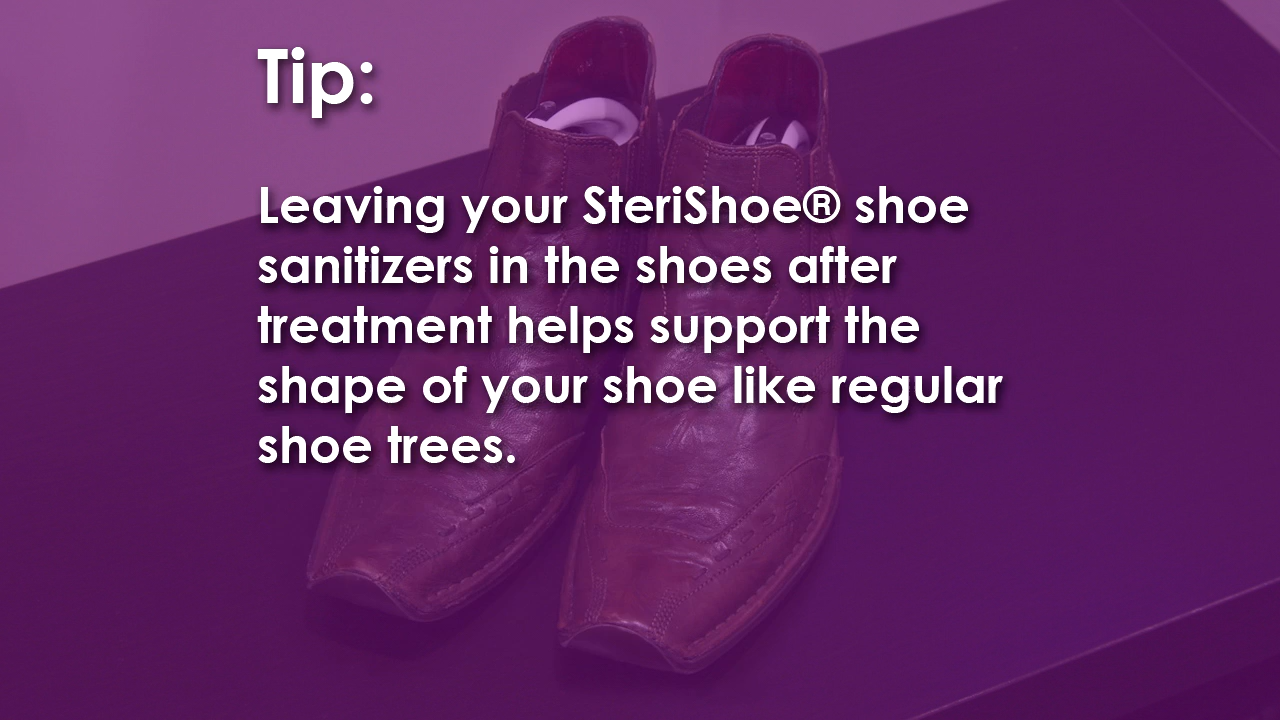 Tip:
Leaving your SteriShoe® shoe
sanitizers in the shoes after
treatment helps support the
shape of your shoe like regular
shoe trees.